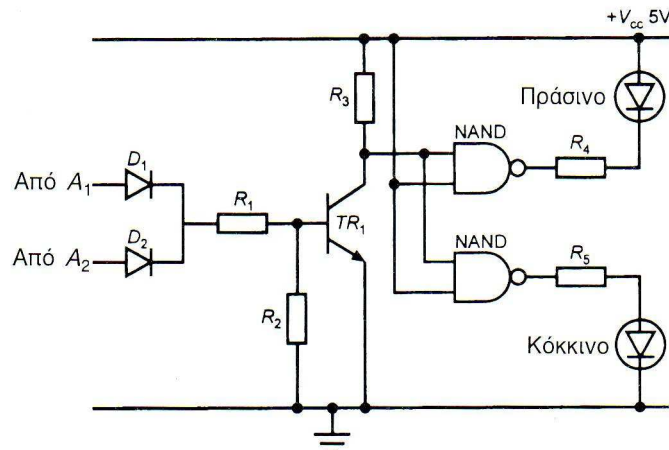 +Vcc 5V
Πράσινο
R3
NAND
R4
D1
Από A1
R1
TR1
NAND
D2
Από A2
R5
R2
Κόκκινο